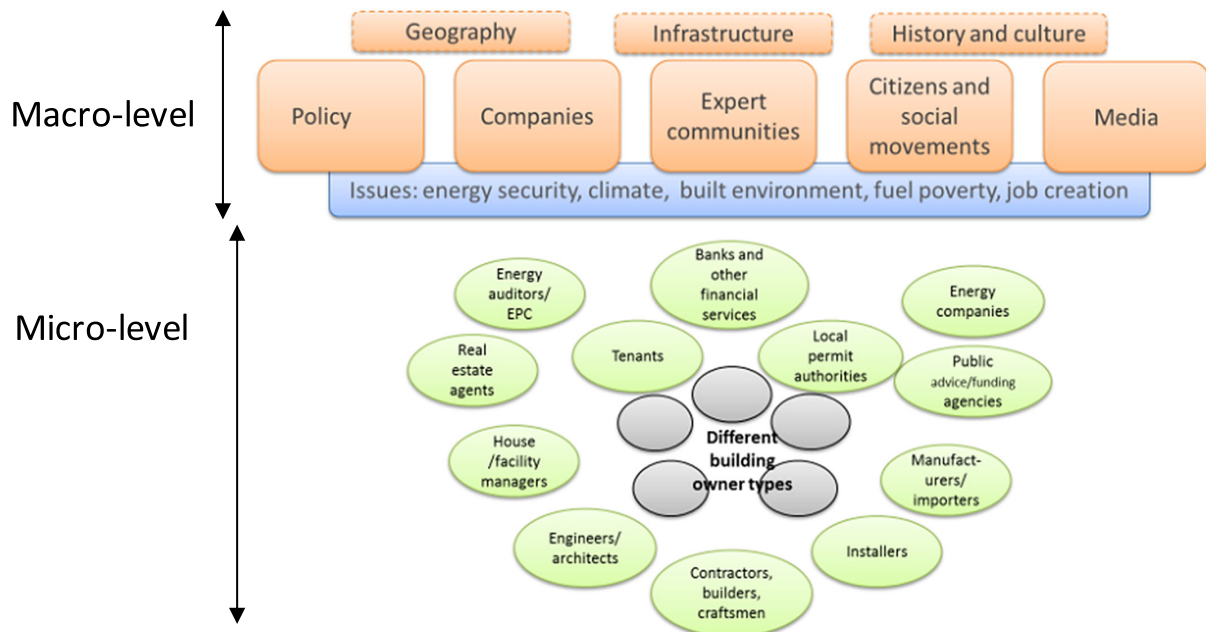 Geography
Infrastructure
History and culture
Macro-level
Policy
Companies
Expert
communities
Citizens and
social
movements
Media
Issues: energy security, climate,  built environment, fuel poverty, job creation
Micro-level
Energy
auditors/
EPC
Banks and
other
financial
services
Energy
companies
Real
estate
agents
Tenants
Local
permit
authorities
Public
advice/funding
agencies
Different
building
owner types
House
/facility
managers
Manufact-
urers/
importers
Engineers/
architects
Contractors,
builders,
craftsmen
Installers